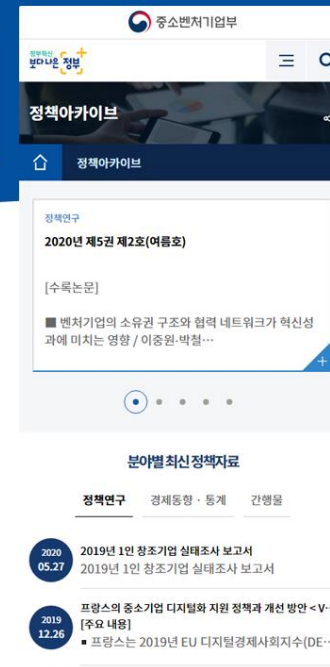 중소벤처기업부
정부혁신
보다나은 정부
정책아카이브
정책아카이브
정책연구
2020년 제5권 제2호(여름호)
[수록논문]
■ 벤처기업의 소유권 구조와 협력 네트워크가 혁신성
과에 미치는 영향 / 이중원·박철…
분야별 최신 정책자료
정책연구 경제동향·통계 간행물
2020
05.27
2019년 1인 창조기업 실태조사 보고서
2019년 1인 창조기업 실태조사 보고서
2019
12.26
프랑스의 중소기업 디지털화 지원 정책과 개선 방안 < V…
[주요 내용]
▪ 프랑스는 2019년 EU 디지털경제사회지수(DE…